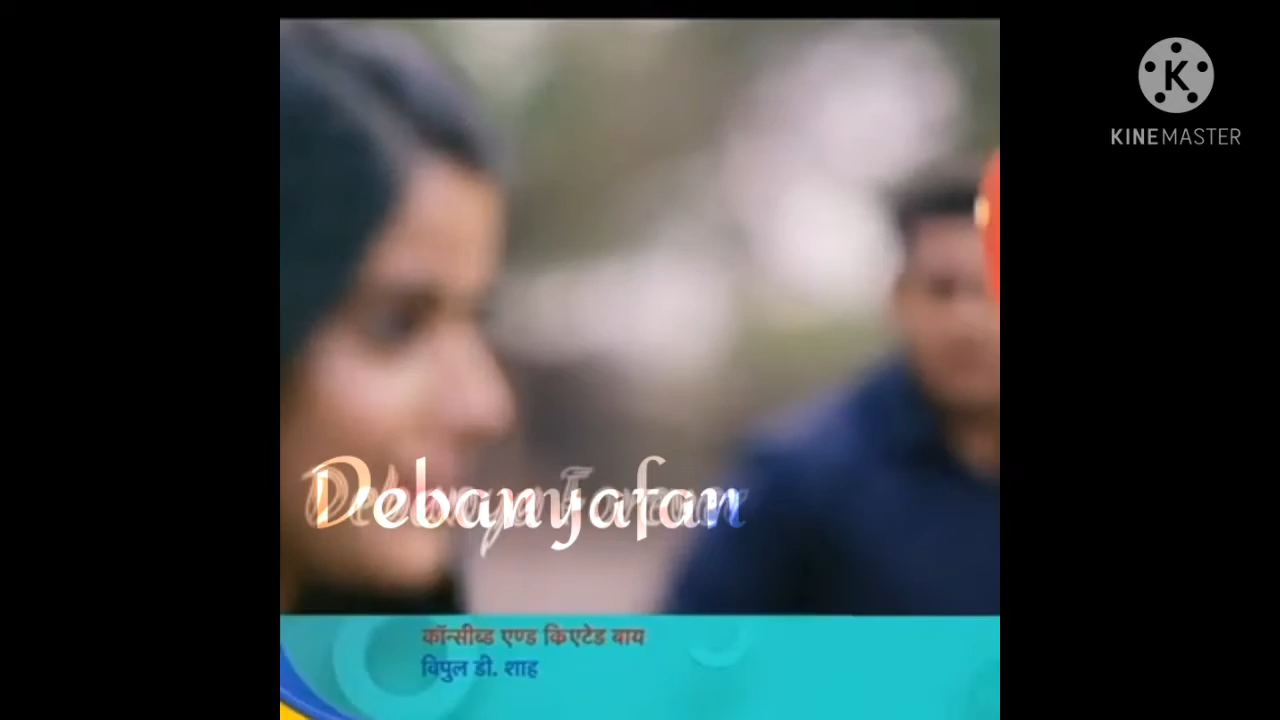 KINEMASTER
Debanjafan
कॉन्सीव्ड एण्ड क्रिएटेड बाय
विपुल डी. शाह